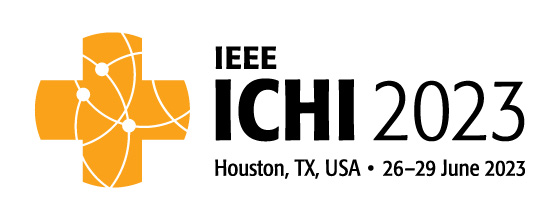 IEEE
ICHI 2023
Houston, TX, USA • 26–29 June 2023